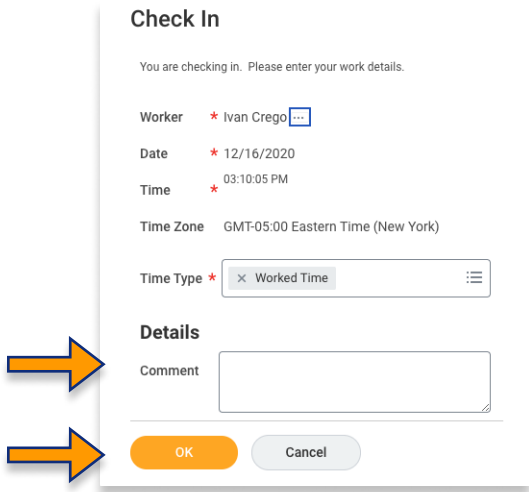 Check In
You are checking in. Please enter your work details.
Worker * Ivan Crego ...
Date * 12/16/2020
Time * 03:10:05 PM
Time Zone GMT-05:00 Eastern Time (New York)
Time Type * × Worked Time
Details
Comment
OK Cancel